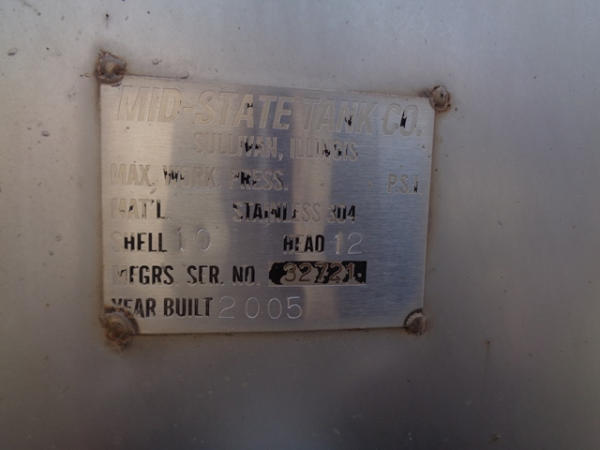 MID-STATE TANK CO.
SULLIVAN, ILLINOIS
MAX, WORK. PRESS. P.S.I.
MAT'L STAINLESS 304
SHELL 10 HEAD 12
MFGRS SER. NO. 32721
YEAR BUILT 2005